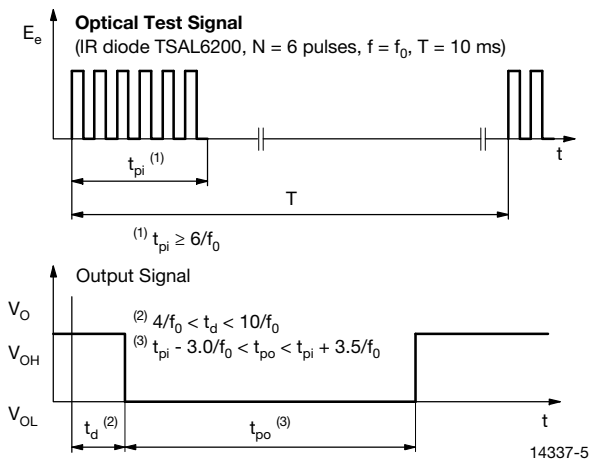 Optical Test Signal
(IR diode TSAL6200, N = 6 pulses, f = f₀, T = 10 ms)
Eₑ
t
tₚᵢ ⁽¹⁾
T
⁽¹⁾ tₚᵢ ≥ 6/f₀
Output Signal
V_O
⁽²⁾ 4/f₀ < t_d < 10/f₀
⁽³⁾ tₚᵢ - 3.0/f₀ < tₚₒ < tₚᵢ + 3.5/f₀
V_OH
V_OL
t
t_d ⁽²⁾
tₚₒ ⁽³⁾
14337-5